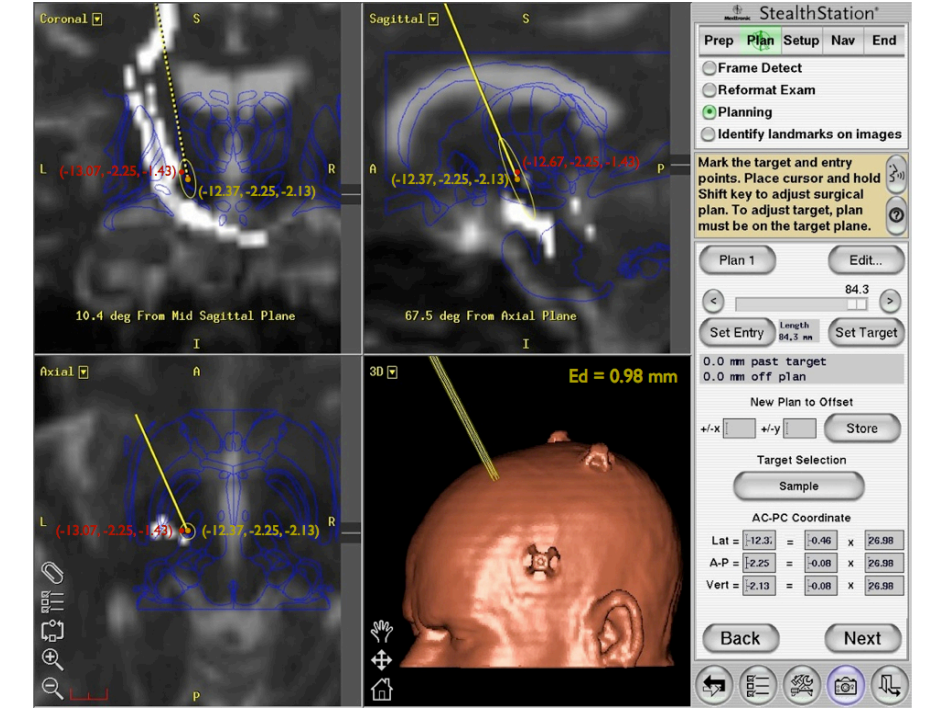 Coronal
S
L
R
(-13.07, -2.25, -1.43)
(-12.37, -2.25, -2.13)
10.4 deg From Mid Sagittal Plane
I
Sagittal
S
A
P
(-12.67, -2.25, -1.43)
(-12.37, -2.25, -2.13)
67.5 deg From Axial Plane
I
Axial
A
L
R
(-13.07, -2.25, -1.43)
(-12.37, -2.25, -2.13)
P
3D
Ed = 0.98 mm
Medtronic StealthStation®
Prep Plan Setup Nav End
Frame Detect
Reformat Exam
Planning
Identify landmarks on images
Mark the target and entry
points. Place cursor and hold
Shift key to adjust surgical
plan. To adjust target, plan
must be on the target plane.
Plan 1 Edit...
84.3
< >
Set Entry Length 84.3 mm Set Target
0.0 mm past target
0.0 mm off plan
New Plan to Offset
+/-x +/-y Store
Target Selection
Sample
AC-PC Coordinate
Lat = -12.3 = -0.46 x 26.98
A-P = -2.25 = -0.08 x 26.98
Vert = -2.13 = -0.08 x 26.98
Back Next